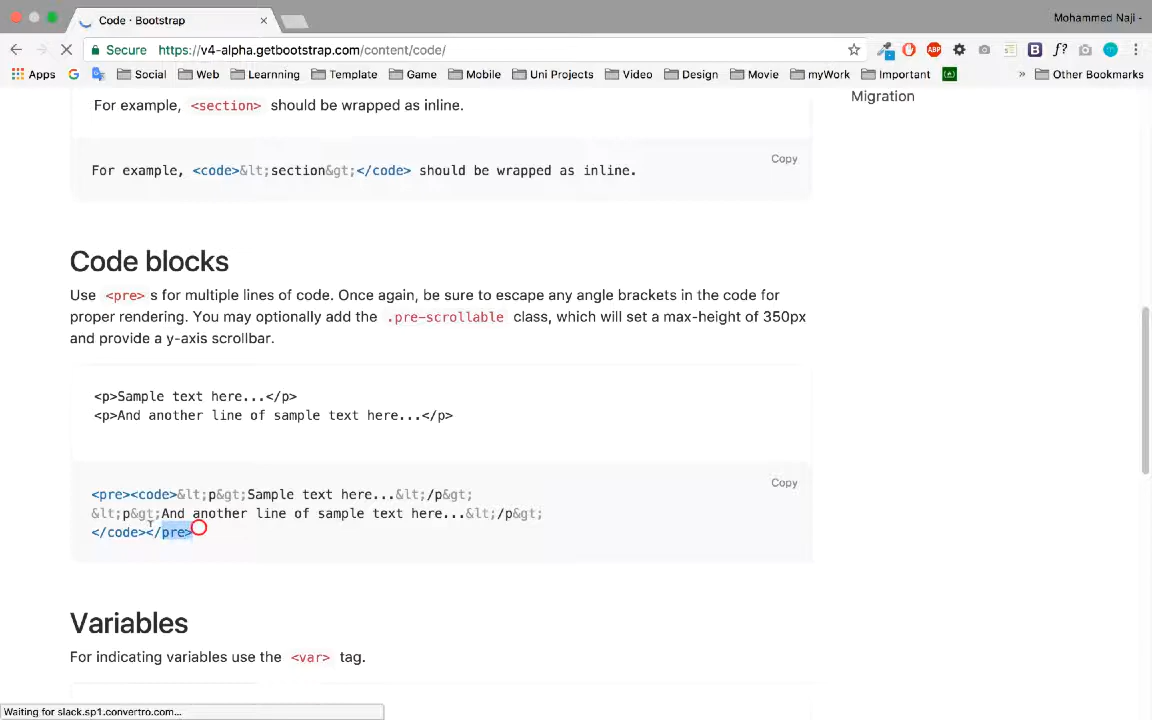 Code · Bootstrap
Mohammed Naji -
Secure https://v4-alpha.getbootstrap.com/content/code/
Apps Social Web Learnning Template Game Mobile Uni Projects Video Design Movie myWork Important » Other Bookmarks
For example, <section> should be wrapped as inline.
Migration
Copy
For example, <code>&lt;section&gt;</code> should be wrapped as inline.
Code blocks
Use <pre> s for multiple lines of code. Once again, be sure to escape any angle brackets in the code for
proper rendering. You may optionally add the .pre-scrollable class, which will set a max-height of 350px
and provide a y-axis scrollbar.
<p>Sample text here...</p>
<p>And another line of sample text here...</p>
Copy
<pre><code>&lt;p&gt;Sample text here...&lt;/p&gt;
&lt;p&gt;And another line of sample text here...&lt;/p&gt;
</code></pre>
Variables
For indicating variables use the <var> tag.
Waiting for slack.sp1.convertro.com...